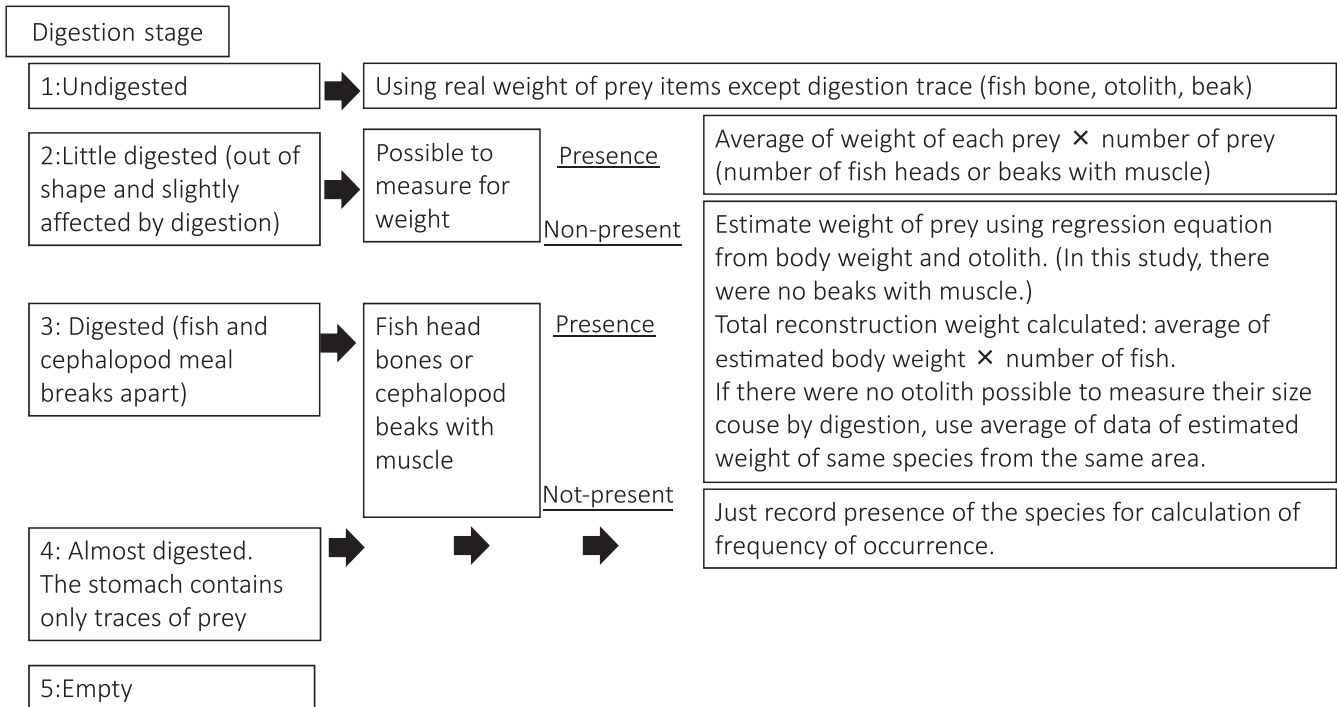 Digestion stage
1:Undigested
Using real weight of prey items except digestion trace (fish bone, otolith, beak)
2:Little digested (out of
shape and slightly
affected by digestion)
Possible to
measure for
weight
Presence
Non-present
Average of weight of each prey × number of prey
(number of fish heads or beaks with muscle)
Estimate weight of prey using regression equation
from body weight and otolith. (In this study, there
were no beaks with muscle.)
Total reconstruction weight calculated: average of
estimated body weight × number of fish.
If there were no otolith possible to measure their size
couse by digestion, use average of data of estimated
weight of same species from the same area.
3: Digested (fish and
cephalopod meal
breaks apart)
Fish head
bones or
cephalopod
beaks with
muscle
Presence
Not-present
Just record presence of the species for calculation of
frequency of occurrence.
4: Almost digested.
The stomach contains
only traces of prey
5:Empty